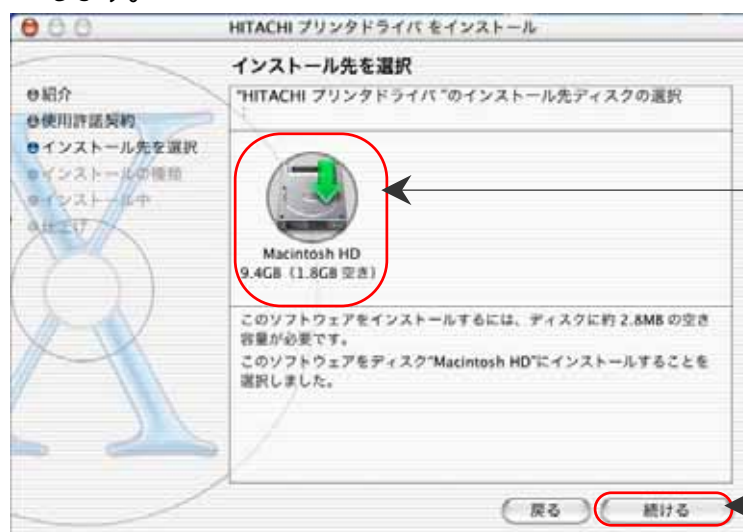 します。
HITACHI プリンタドライバ をインストール
インストール先を選択
紹介
使用許諾契約
インストール先を選択
インストールの種類
インストール中
仕上げ
"HITACHI プリンタドライバ "のインストール先ディスクの選択
Macintosh HD
9.4GB（1.8GB 空き）
このソフトウェアをインストールするには、ディスクに約 2.8MB の空き
容量が必要です。
このソフトウェアをディスク"Macintosh HD"にインストールすることを
選択しました。
戻る
続ける